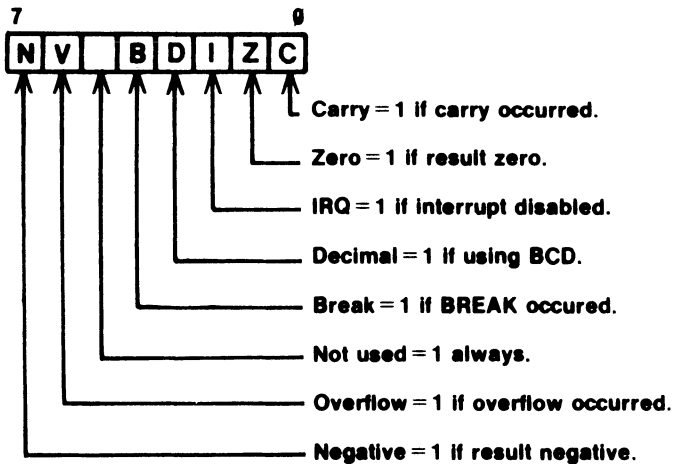 7 0
N V B D I Z C
Carry = 1 if carry occurred.
Zero = 1 if result zero.
IRQ = 1 if interrupt disabled.
Decimal = 1 if using BCD.
Break = 1 if BREAK occured.
Not used = 1 always.
Overflow = 1 if overflow occurred.
Negative = 1 if result negative.